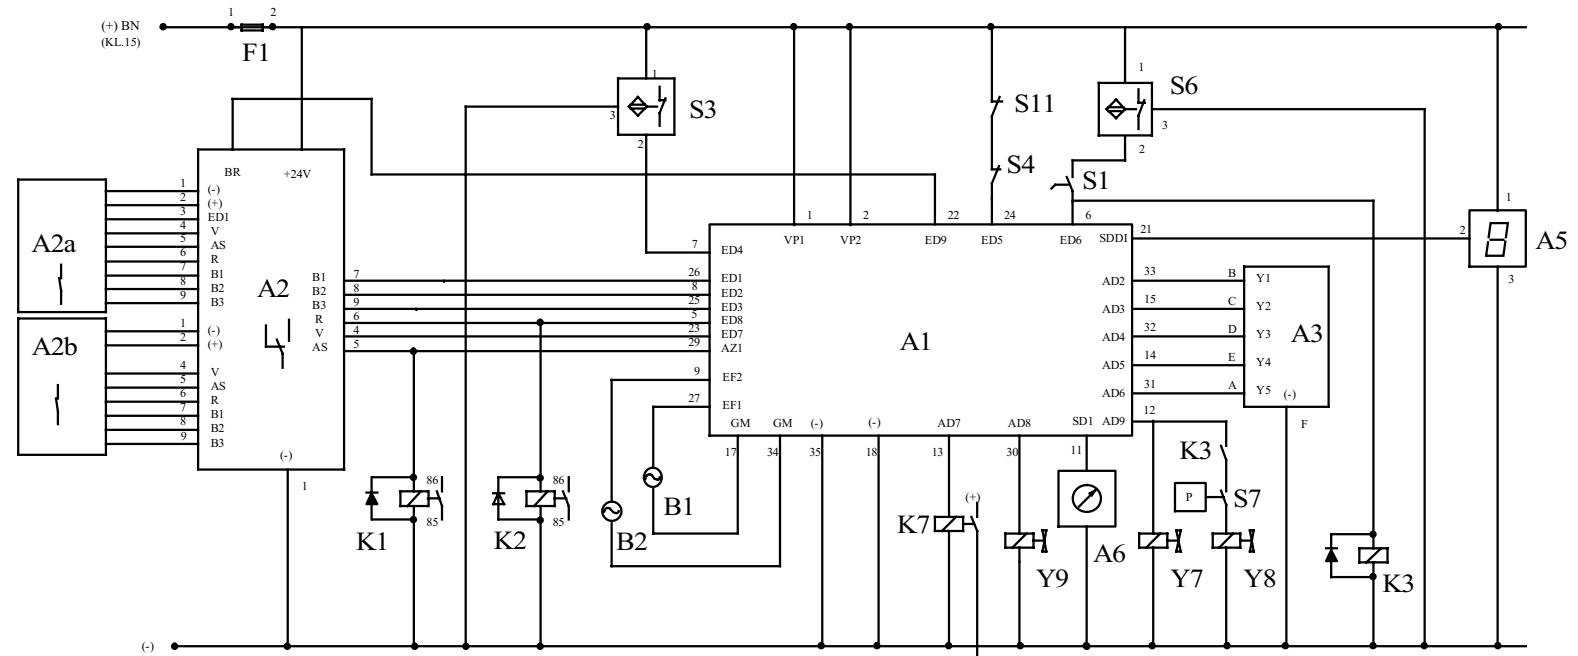 1 2
(+) BN
(KL.15)
F1
1
3
S3
2
S11
S4
1
S6
3
2
S1
BR +24V
A2a
1 (-)
2 (+)
3 ED1
4 V
5 AS
6 R
7 B1
8 B2
9 B3
A2b
1 (-)
2 (+)
4 V
5 AS
6 R
7 B1
8 B2
9 B3
A2
B1 7
B2 8
B3 9
R 6
V 4
AS 5
(-)
1
1 2 22 24 6
VP1 VP2 ED9 ED5 ED6
SDDI 21
7 ED4
26 ED1
8 ED2
25 ED3
5 ED8
23 ED7
29 AZ1
9 EF2
27 EF1
A1
AD2 33 B Y1
AD3 15 C Y2
AD4 32 D Y3
AD5 14 E Y4
AD6 31 A Y5
AD9 12
A3
(-)
F
1
2
A5
3
GM GM (-) (-) AD7 AD8 SD1
17 34 35 18 13 30 11
86
85
K1
86
85
K2
B1
B2
(+)
K7
Y9
A6
K3
P
S7
Y7
Y8
K3
(-)